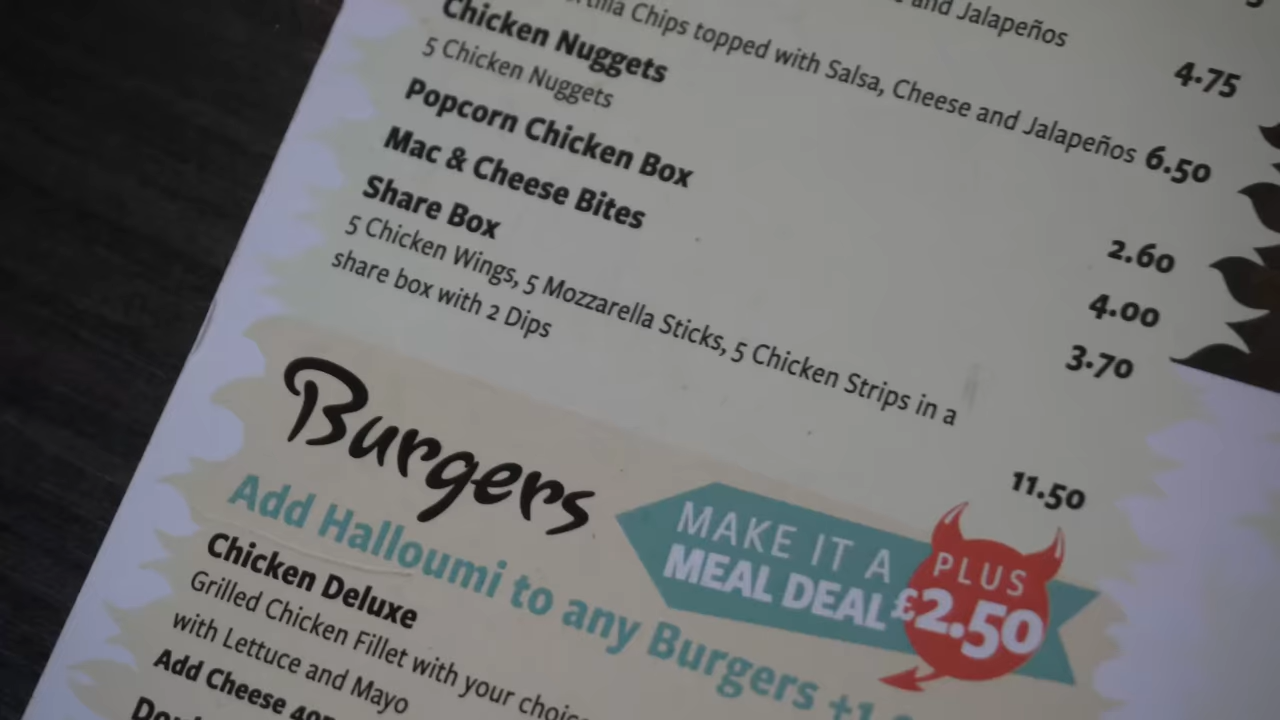 and Jalapeños 4.75
Chips topped with Salsa, Cheese and Jalapeños 6.50
Chicken Nuggets
5 Chicken Nuggets 2.60
Popcorn Chicken Box 4.00
Mac & Cheese Bites 3.70
Share Box
5 Chicken Wings, 5 Mozzarella Sticks, 5 Chicken Strips in a
share box with 2 Dips 11.50
Burgers
MAKE IT A
MEAL DEAL
PLUS
£2.50
Add Halloumi to any Burgers
Chicken Deluxe
Grilled Chicken Fillet with your
with Lettuce and Mayo
Add Cheese